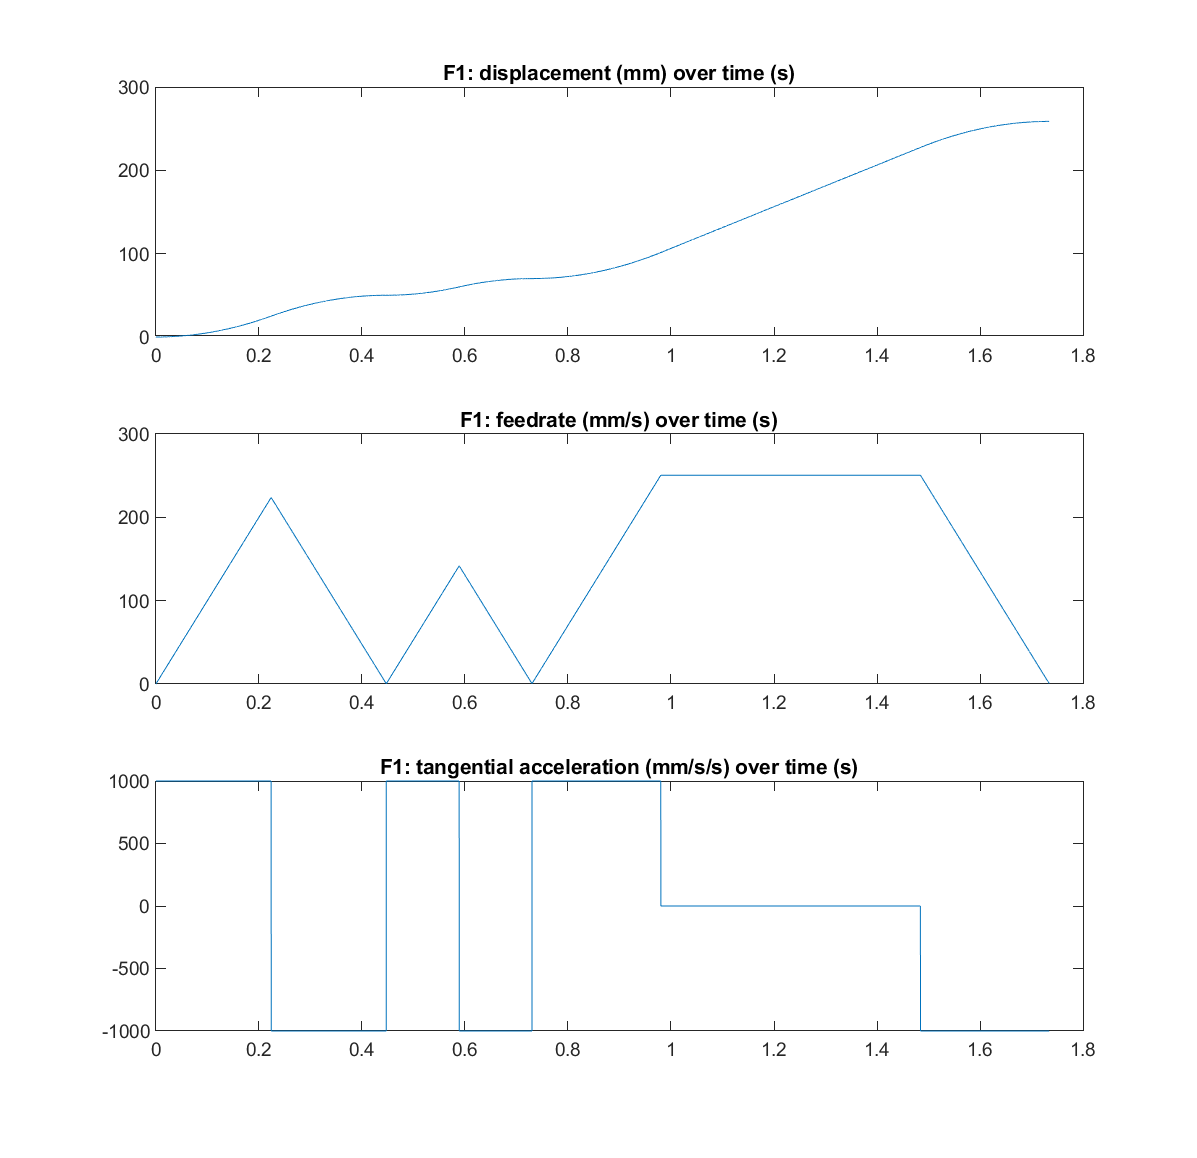 F1: displacement (mm) over time (s)
300
200
100
0
0 0.2 0.4 0.6 0.8 1 1.2 1.4 1.6 1.8
F1: feedrate (mm/s) over time (s)
300
200
100
0
0 0.2 0.4 0.6 0.8 1 1.2 1.4 1.6 1.8
F1: tangential acceleration (mm/s/s) over time (s)
1000
500
0
-500
-1000
0 0.2 0.4 0.6 0.8 1 1.2 1.4 1.6 1.8